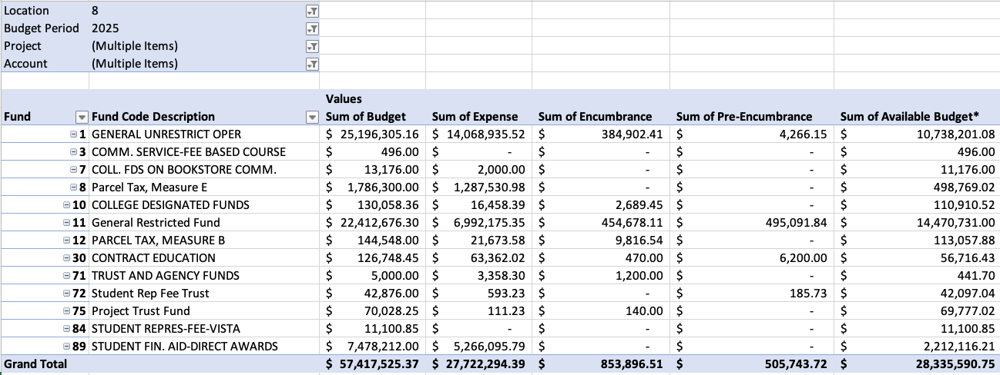 Location 8
Budget Period 2025
Project (Multiple Items)
Account (Multiple Items)
Values
Fund Fund Code Description Sum of Budget Sum of Expense Sum of Encumbrance Sum of Pre-Encumbrance Sum of Available Budget*
1 GENERAL UNRESTRICT OPER $ 25,196,305.16 $ 14,068,935.52 $ 384,902.41 $ 4,266.15 $ 10,738,201.08
3 COMM. SERVICE-FEE BASED COURSE $ 496.00 $ - $ - $ - $ 496.00
7 COLL. FDS ON BOOKSTORE COMM. $ 13,176.00 $ 2,000.00 $ - $ - $ 11,176.00
8 Parcel Tax, Measure E $ 1,786,300.00 $ 1,287,530.98 $ - $ - $ 498,769.02
10 COLLEGE DESIGNATED FUNDS $ 130,058.36 $ 16,458.39 $ 2,689.45 $ - $ 110,910.52
11 General Restricted Fund $ 22,412,676.30 $ 6,992,175.35 $ 454,678.11 $ 495,091.84 $ 14,470,731.00
12 PARCEL TAX, MEASURE B $ 144,548.00 $ 21,673.58 $ 9,816.54 $ - $ 113,057.88
30 CONTRACT EDUCATION $ 126,748.45 $ 63,362.02 $ 470.00 $ 6,200.00 $ 56,716.43
71 TRUST AND AGENCY FUNDS $ 5,000.00 $ 3,358.30 $ 1,200.00 $ - $ 441.70
72 Student Rep Fee Trust $ 42,876.00 $ 593.23 $ - $ 185.73 $ 42,097.04
75 Project Trust Fund $ 70,028.25 $ 111.23 $ 140.00 $ - $ 69,777.02
84 STUDENT REPRES-FEE-VISTA $ 11,100.85 $ - $ - $ - $ 11,100.85
89 STUDENT FIN. AID-DIRECT AWARDS $ 7,478,212.00 $ 5,266,095.79 $ - $ - $ 2,212,116.21
Grand Total $ 57,417,525.37 $ 27,722,294.39 $ 853,896.51 $ 505,743.72 $ 28,335,590.75